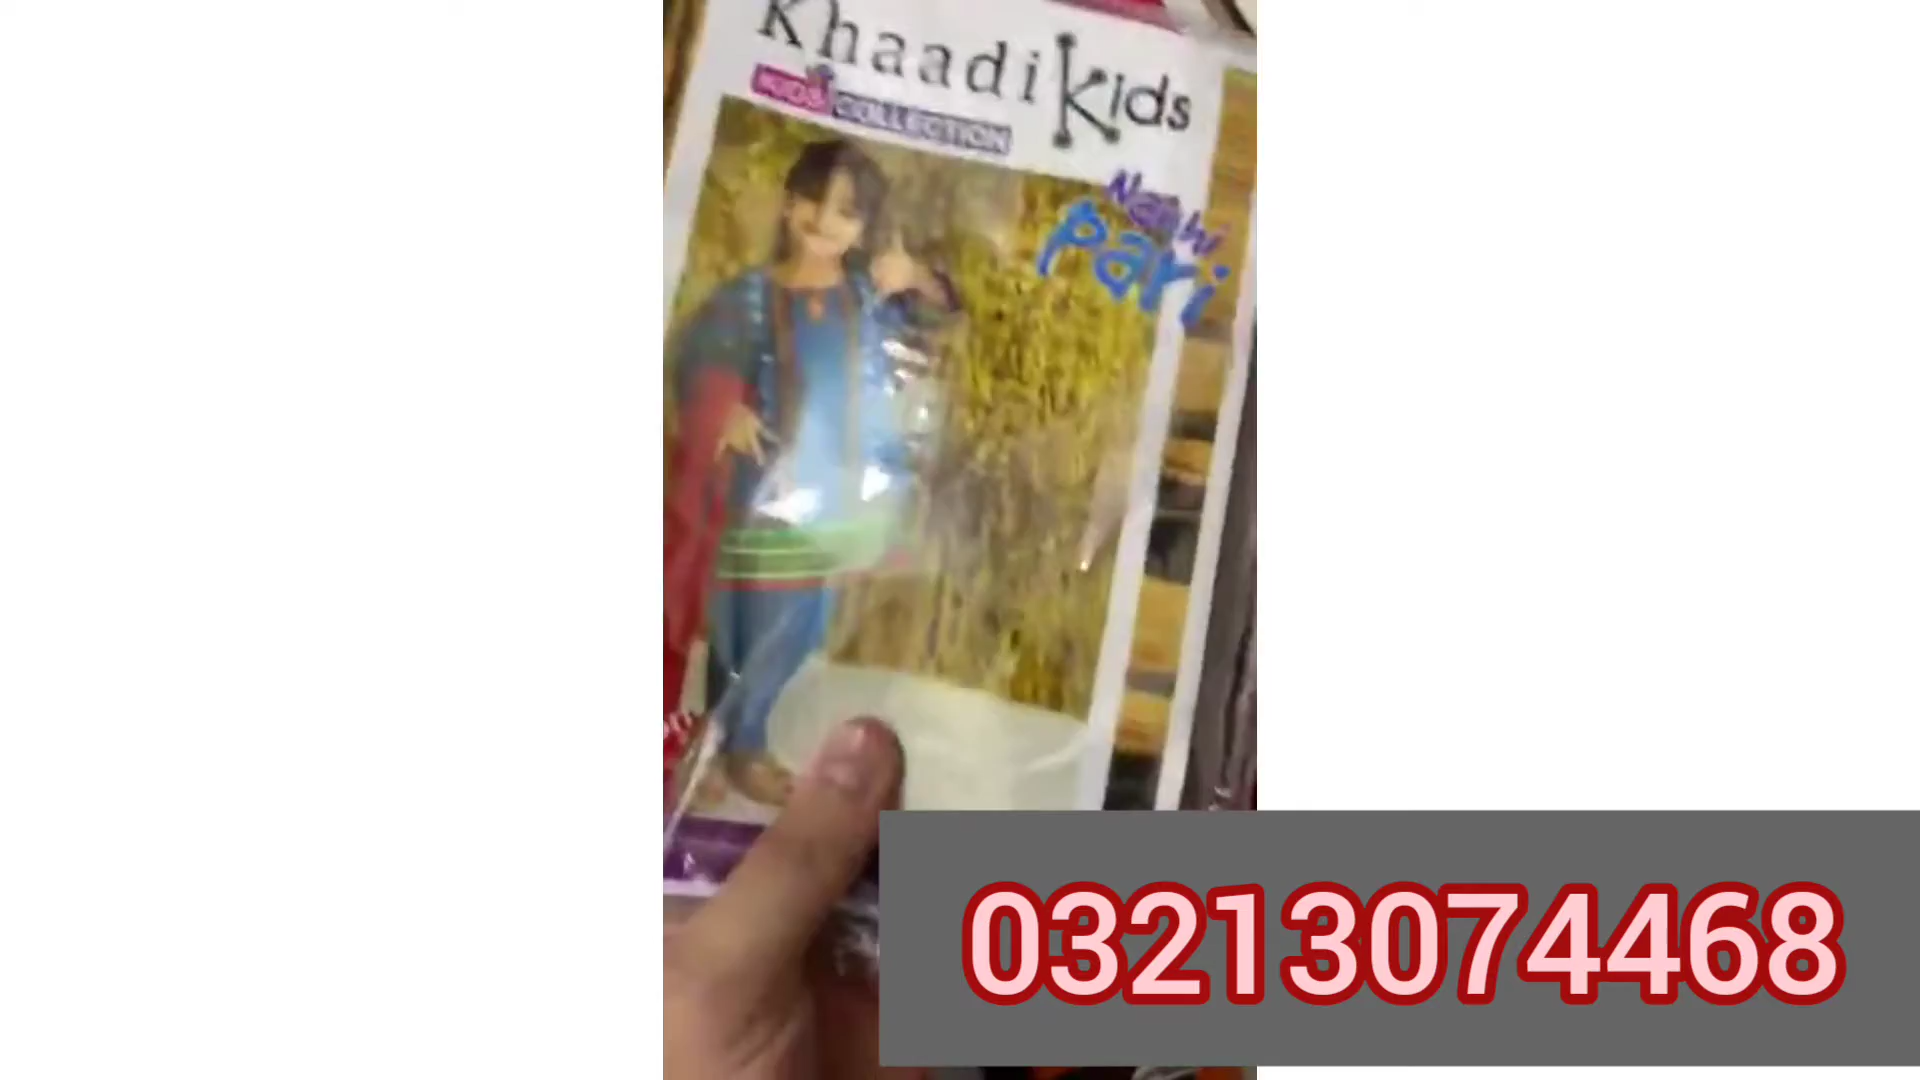 Khaadi Kids
KIDS COLLECTION
Nanhi
Pari
03213074468